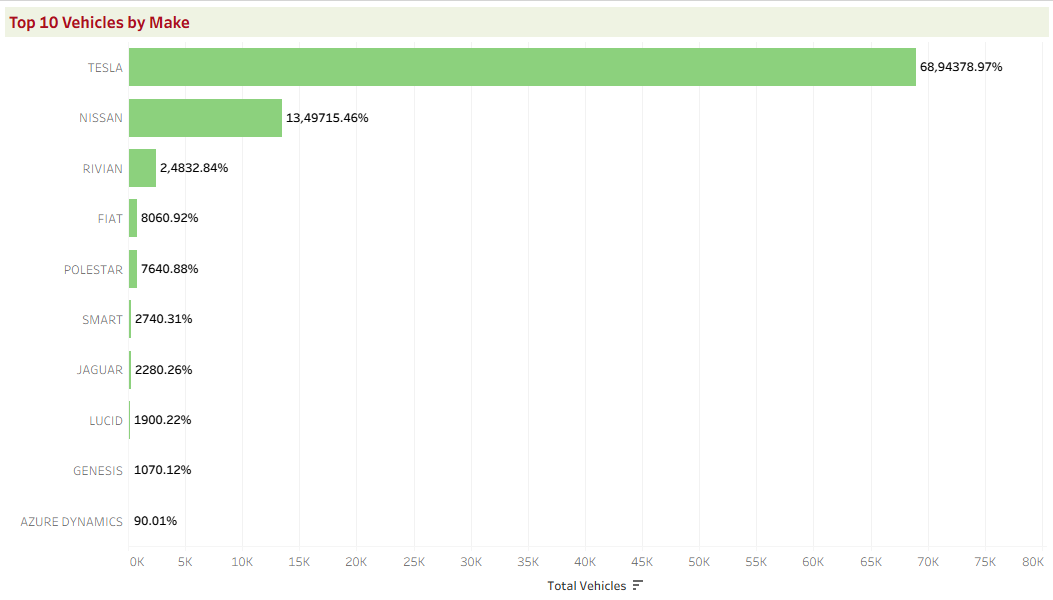 Top 10 Vehicles by Make
TESLA 68,94378.97%
NISSAN 13,49715.46%
RIVIAN 2,4832.84%
FIAT 8060.92%
POLESTAR 7640.88%
SMART 2740.31%
JAGUAR 2280.26%
LUCID 1900.22%
GENESIS 1070.12%
AZURE DYNAMICS 90.01%
0K 5K 10K 15K 20K 25K 30K 35K 40K 45K 50K 55K 60K 65K 70K 75K 80K
Total Vehicles